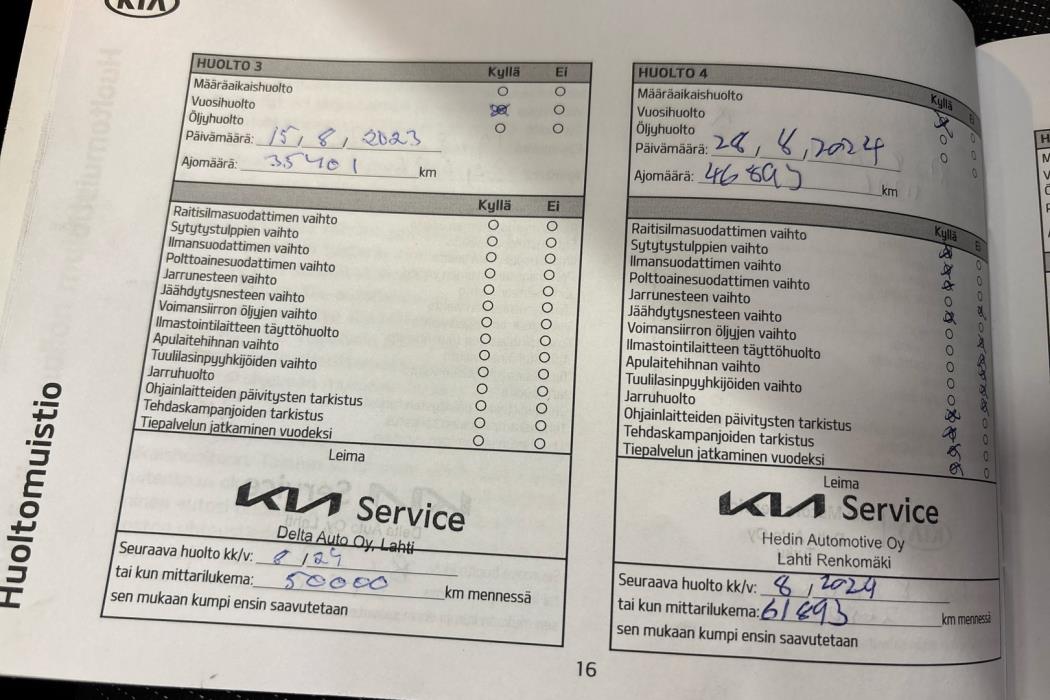 KIA
Huoltomuistio
HUOLTO 3 Kyllä Ei
Määräaikaishuolto
Vuosihuolto
Öljyhuolto
Päivämäärä: 15, 8, 2023
Ajomäärä: 35401 km
Kyllä Ei
Raitisilmasuodattimen vaihto
Sytytystulppien vaihto
Ilmansuodattimen vaihto
Polttoainesuodattimen vaihto
Jarrunesteen vaihto
Jäähdytysnesteen vaihto
Voimansiirron öljyjen vaihto
Ilmastointilaitteen täyttöhuolto
Apulaitehihnan vaihto
Tuulilasinpyyhkijöiden vaihto
Jarruhuolto
Ohjainlaitteiden päivitysten tarkistus
Tehdaskampanjoiden tarkistus
Tiepalvelun jatkaminen vuodeksi
Leima
KIA Service
Delta Auto Oy, Lahti
Seuraava huolto kk/v: 8 / 24
tai kun mittarilukema: 50000 km mennessä
sen mukaan kumpi ensin saavutetaan
HUOLTO 4 Kyllä Ei
Määräaikaishuolto
Vuosihuolto
Öljyhuolto
Päivämäärä: 28, 8, 2024
Ajomäärä: 46893 km
Kyllä Ei
Raitisilmasuodattimen vaihto
Sytytystulppien vaihto
Ilmansuodattimen vaihto
Polttoainesuodattimen vaihto
Jarrunesteen vaihto
Jäähdytysnesteen vaihto
Voimansiirron öljyjen vaihto
Ilmastointilaitteen täyttöhuolto
Apulaitehihnan vaihto
Tuulilasinpyyhkijöiden vaihto
Jarruhuolto
Ohjainlaitteiden päivitysten tarkistus
Tehdaskampanjoiden tarkistus
Tiepalvelun jatkaminen vuodeksi
Leima
KIA Service
Hedin Automotive Oy
Lahti Renkomäki
Seuraava huolto kk/v: 8, 2024
tai kun mittarilukema: 61893 km mennessä
sen mukaan kumpi ensin saavutetaan
16